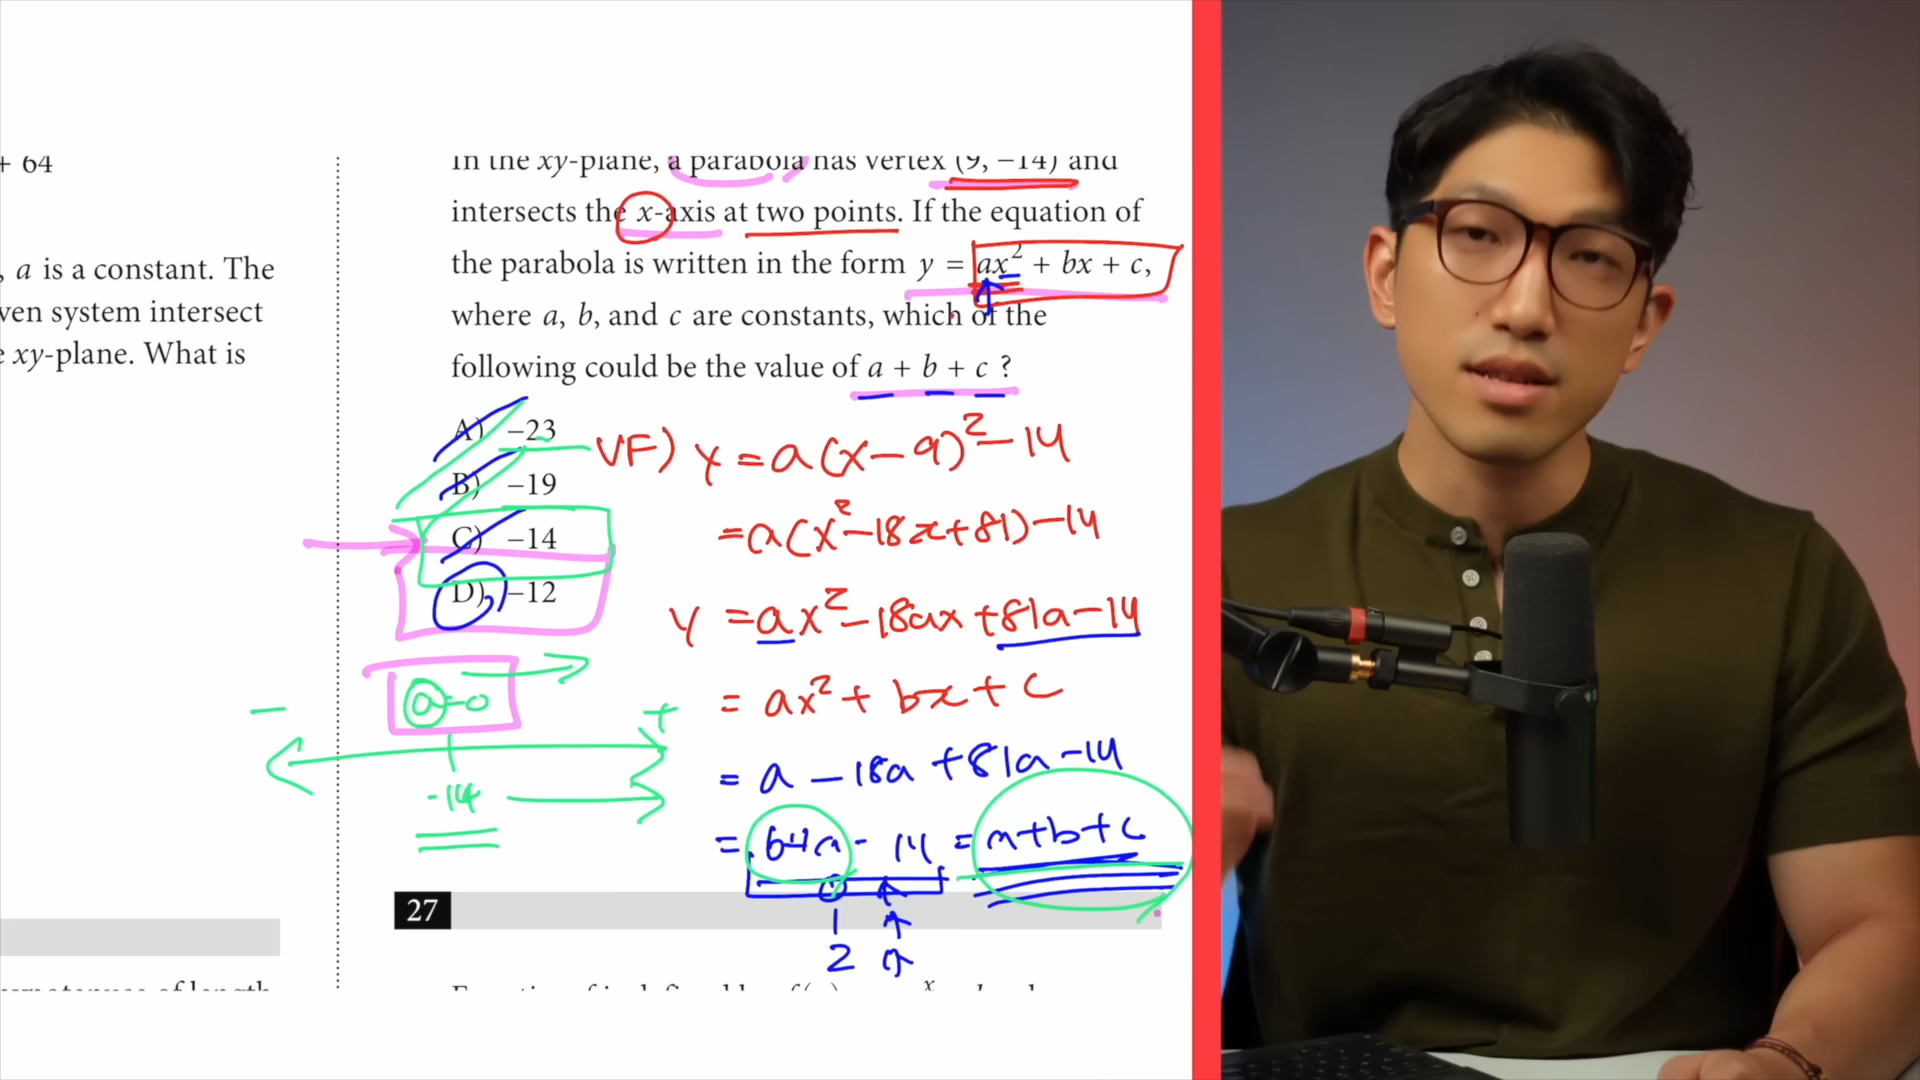 + 64
, a is a constant. The
ven system intersect
e xy-plane. What is
In the xy-plane, a parabola has vertex (9, −14) and
intersects the x-axis at two points. If the equation of
the parabola is written in the form y = ax² + bx + c,
where a, b, and c are constants, which of the
following could be the value of a + b + c ?
A) −23
B) −19
C) −14
D) −12
VF) y = a(x − 9)² − 14
= a(x² − 18x + 81) − 14
y = ax² − 18ax + 81a − 14
= ax² + bx + c
= a − 18a + 81a − 14
= 64a − 14 = a+b+c
1
2
− +
-14
27